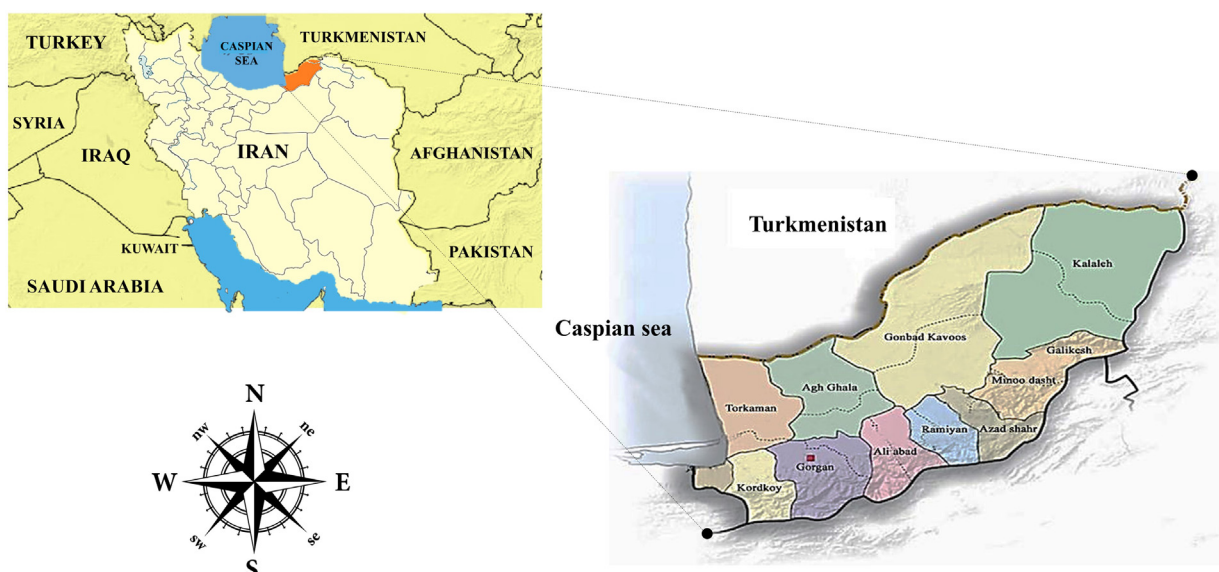 TURKEY
CASPIAN
SEA
TURKMENISTAN
SYRIA
IRAQ
IRAN
AFGHANISTAN
KUWAIT
PAKISTAN
SAUDI ARABIA
Turkmenistan
Caspian sea
Kalaleh
Gonbad Kavoos
Galikesh
Minoo dasht
Agh Ghala
Torkaman
Ramiyan
Azad shahr
Ali abad
Gorgan
Kordkoy
N
nw
ne
W
E
sw
se
S